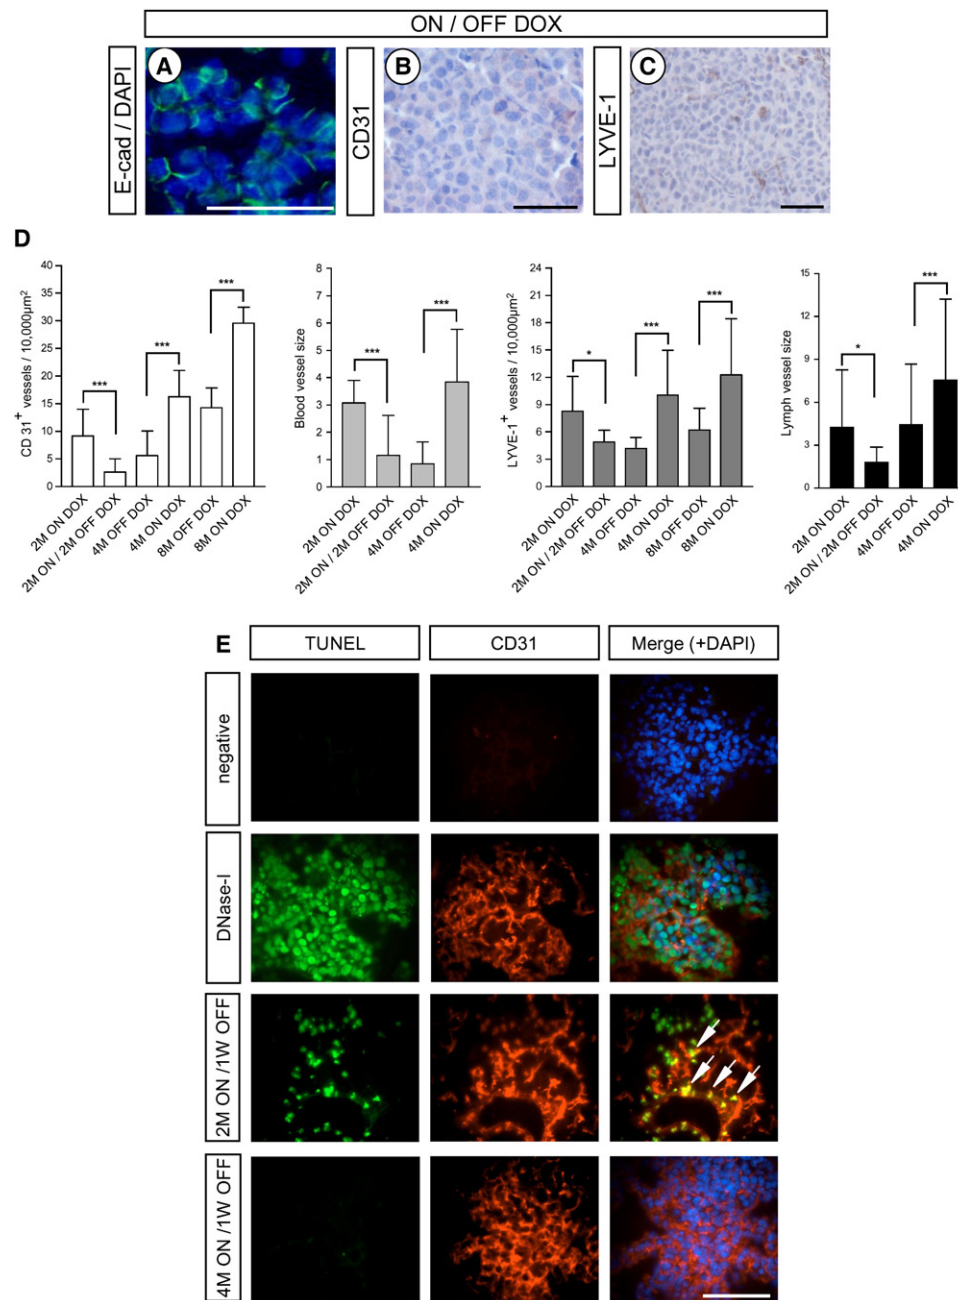 ON / OFF DOX
E-cad / DAPI
A
CD31
B
LYVE-1
C
D
CD 31+ vessels / 10,000µm2
40
35
30
25
20
15
10
5
0
***
***
***
2M ON DOX
2M ON / 2M OFF DOX
4M OFF DOX
4M ON DOX
8M OFF DOX
8M ON DOX
Blood vessel size
8
7
6
5
4
3
2
1
0
***
***
2M ON DOX
2M ON / 2M OFF DOX
4M OFF DOX
4M ON DOX
LYVE-1+ vessels / 10,000µm2
24
21
18
15
12
9
6
3
0
*
***
***
2M ON DOX
2M ON / 2M OFF DOX
4M OFF DOX
4M ON DOX
8M OFF DOX
8M ON DOX
Lymph vessel size
15
12
9
6
3
0
*
***
2M ON DOX
2M ON / 2M OFF DOX
4M OFF DOX
4M ON DOX
E
TUNEL
CD31
Merge (+DAPI)
negative
DNase-I
2M ON /1W OFF
4M ON /1W OFF